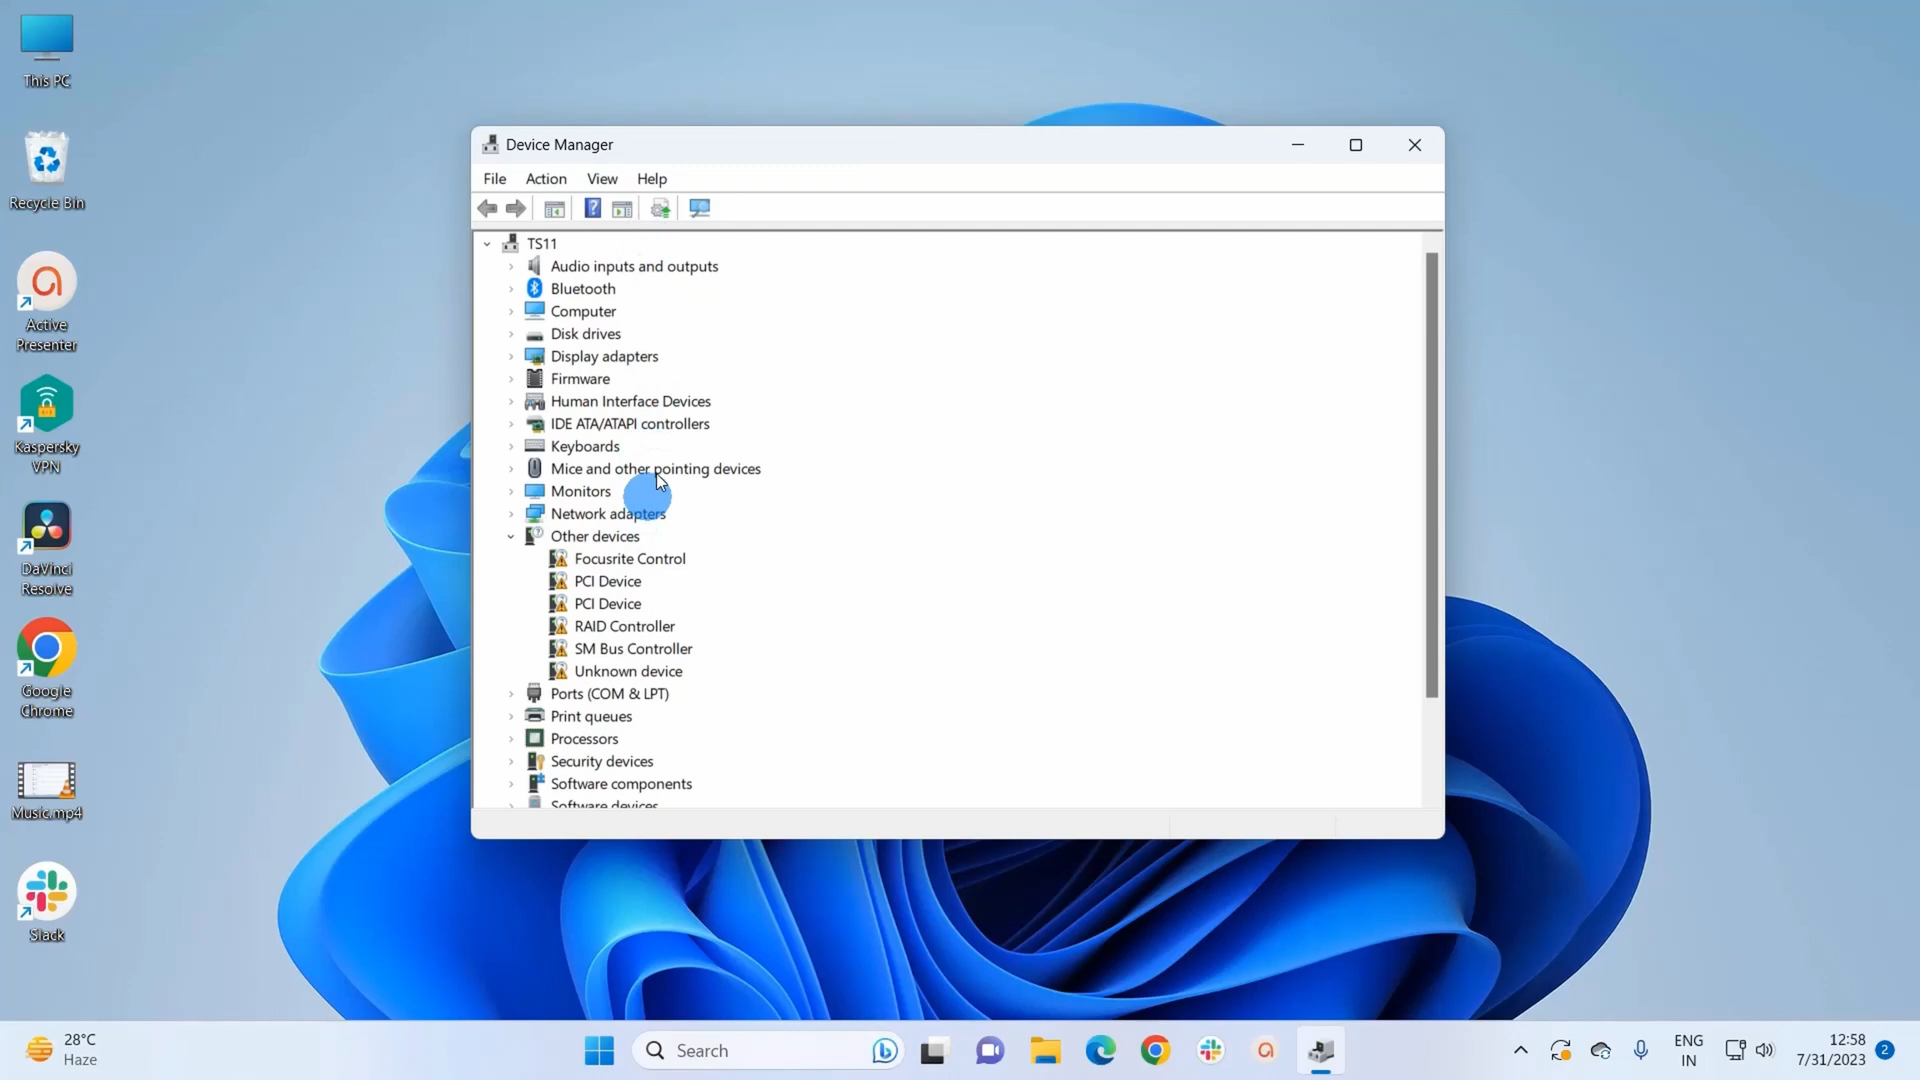 This PC
Recycle Bin
Active
Presenter
Kaspersky
VPN
DaVinci
Resolve
Google
Chrome
Music.mp4
Slack
Device Manager
File Action View Help
TS11
Audio inputs and outputs
Bluetooth
Computer
Disk drives
Display adapters
Firmware
Human Interface Devices
IDE ATA/ATAPI controllers
Keyboards
Mice and other pointing devices
Monitors
Network adapters
Other devices
Focusrite Control
PCI Device
PCI Device
RAID Controller
SM Bus Controller
Unknown device
Ports (COM & LPT)
Print queues
Processors
Security devices
Software components
Software devices
28°C
Haze
Search
ENG
IN
12:58
7/31/2023
2